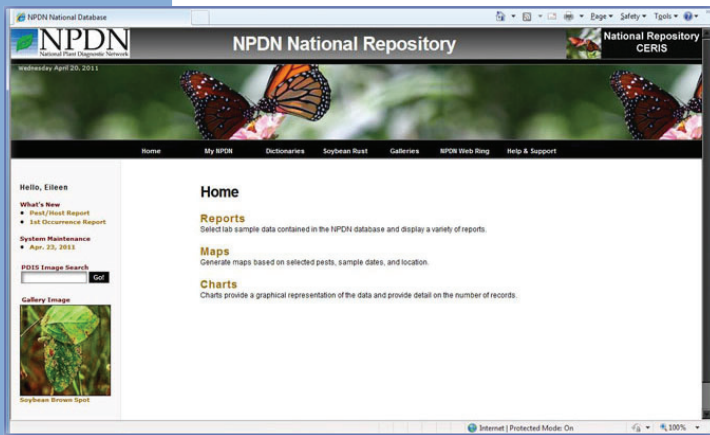 NPDN National Database
Page
Safety
Tools
NPDN
National Plant Diagnostic Network
NPDN National Repository
National Repository
CERIS
Wednesday April 20, 2011
Home
My NPDN
Dictionaries
Soybean Rust
Galleries
NPDN Web Ring
Help & Support
Hello, Eileen
What's New
Pest/Host Report
1st Occurrence Report
System Maintenance
Apr. 23, 2011
PDIS Image Search
Go!
Gallery Image
Soybean Brown Spot
Home
Reports
Select lab sample data contained in the NPDN database and display a variety of reports.
Maps
Generate maps based on selected pests, sample dates, and location.
Charts
Charts provide a graphical representation of the data and provide detail on the number of records.
Internet | Protected Mode: On
100%